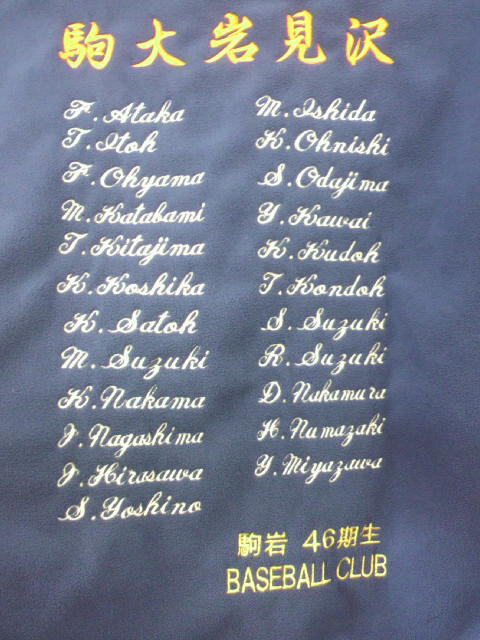 駒大岩見沢
F. Ataka
T. Itoh
F. Ohyama
M. Katabami
T. Kitajima
K. Koshika
K. Satoh
M. Suzuki
K. Nakama
J. Nagashima
J. Hirasawa
S. Yoshino
M. Ishida
K. Ohnishi
S. Odajima
Y. Kawai
K. Kudoh
T. Kondoh
S. Suzuki
R. Suzuki
D. Nakamura
H. Numazaki
Y. Miyazawa
駒岩 46期生
BASEBALL CLUB